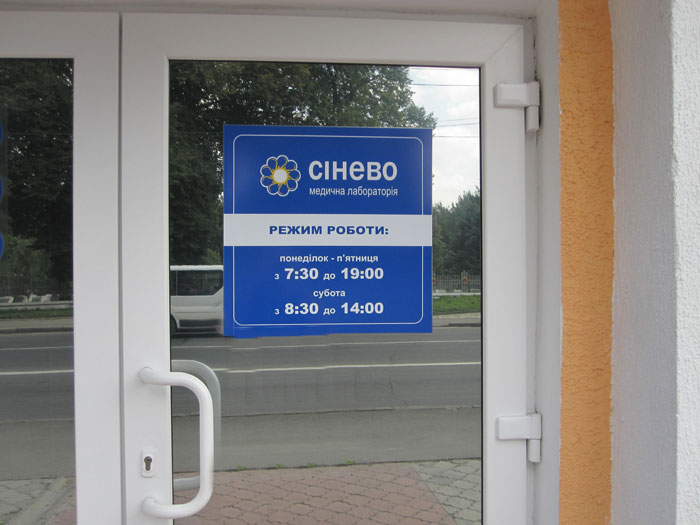 сінево
медична лабораторія
РЕЖИМ РОБОТИ:
понеділок - п'ятниця
з 7:30 до 19:00
субота
з 8:30 до 14:00